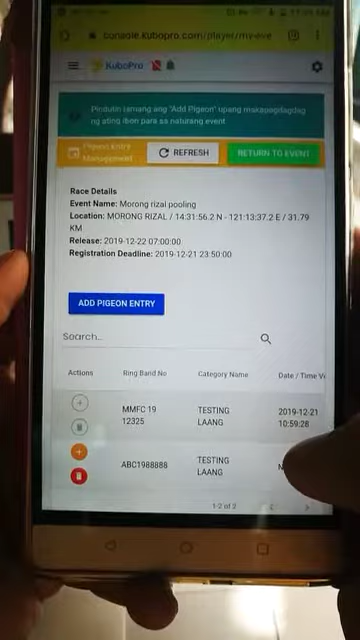 console.kubopro.com/player/my-eve
KuboPro
Pindutin lamang ang "Add Pigeon" upang makapagdagdag
ng ating ibon para sa naturang event
Pigeon Entry
Management
REFRESH
RETURN TO EVENT
Race Details
Event Name: Morong rizal pooling
Location: MORONG RIZAL / 14:31:56.2 N - 121:13:37.2 E / 31.79
KM
Release: 2019-12-22 07:00:00
Registration Deadline: 2019-12-21 23:50:00
ADD PIGEON ENTRY
Search...
Actions
Ring Band No
Category Name
Date / Time Ve
MMFC 19
12325
TESTING
LAANG
2019-12-21
10:59:28
ABC1988888
TESTING
LAANG
N
1-2 of 2